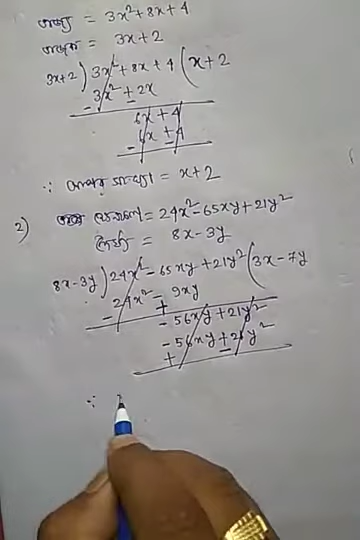 ভাজ্য = 3x² + 8x + 4
ভাজক = 3x + 2
3x+2 ) 3x² + 8x + 4 ( x + 2
3x² + 2x
-   -
6x + 4
6x + 4
-   -
∵ অপর সংখ্যা = x + 2
2) ক্ষেত্রফল = 24x² - 65xy + 21y²
দৈর্ঘ্য = 8x - 3y
8x - 3y ) 24x² - 65xy + 21y² ( 3x - 7y
24x² - 9xy
-   +
- 56xy + 21y²
- 56xy + 21y²
+   -
∵